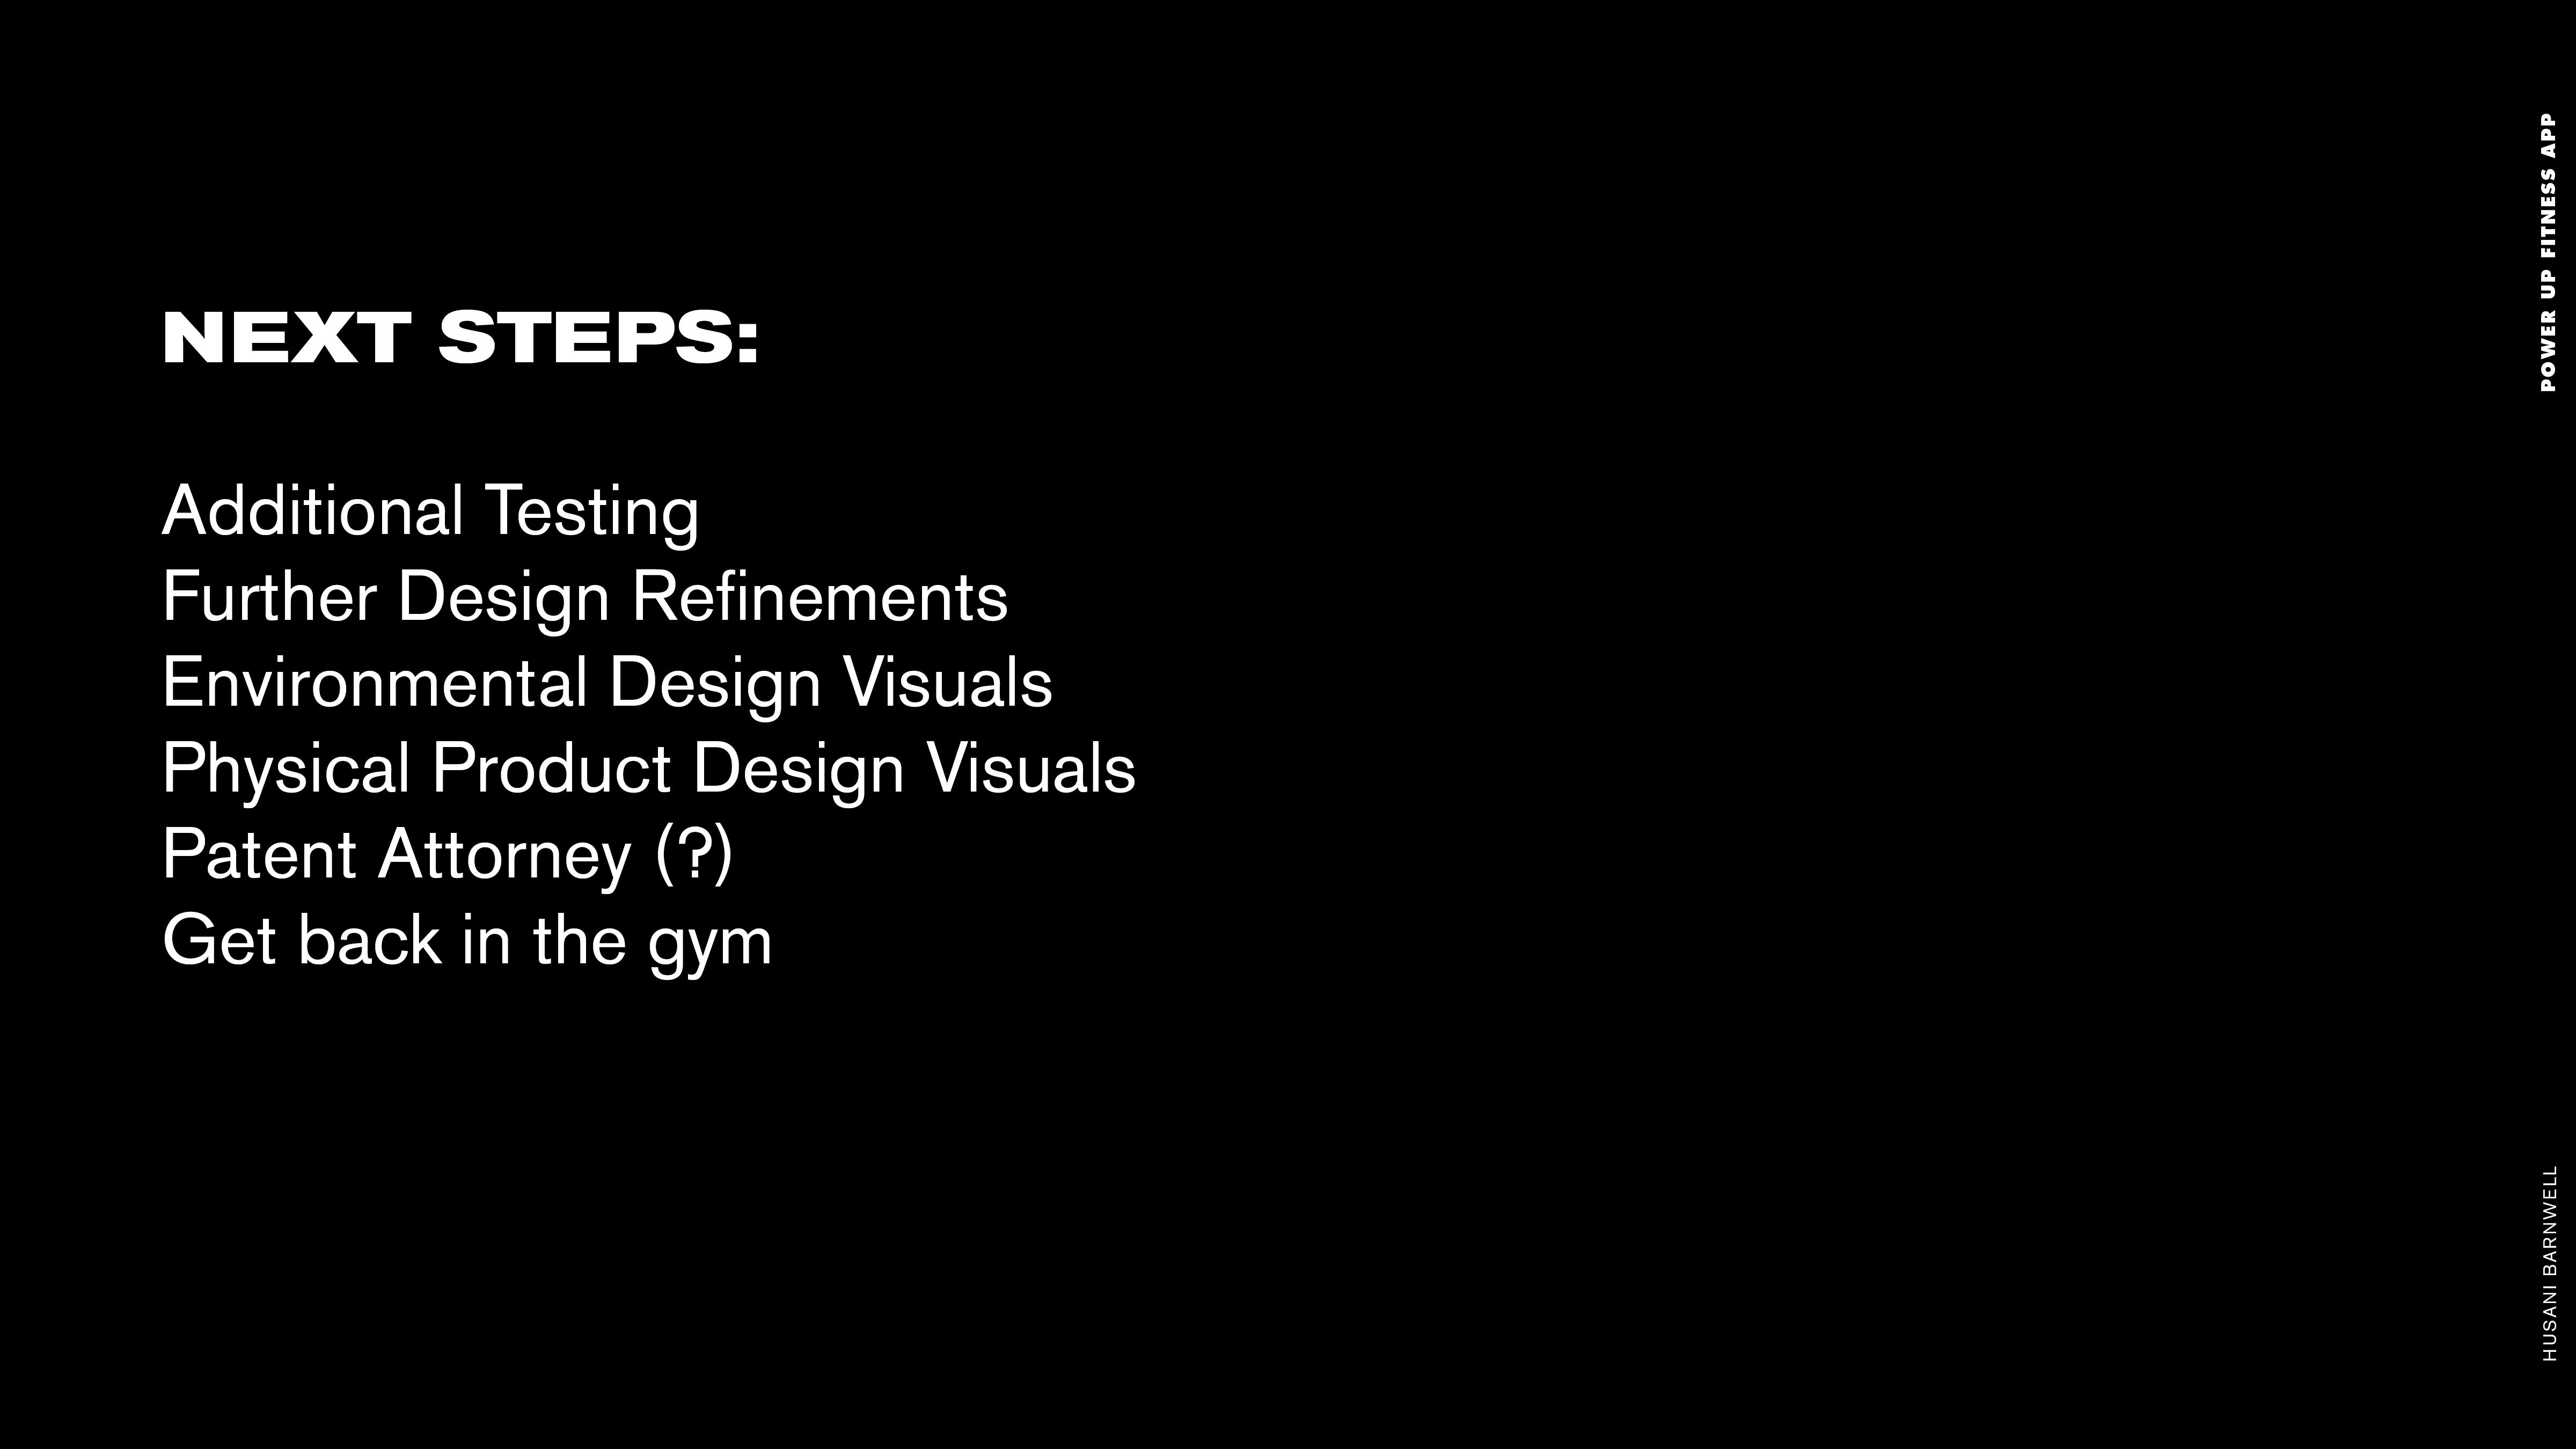 NEXT STEPS:
Additional Testing
Further Design Refinements
Environmental Design Visuals
Physical Product Design Visuals
Patent Attorney (?)
Get back in the gym
POWER UP FITNESS APP
HUSANI BARNWELL